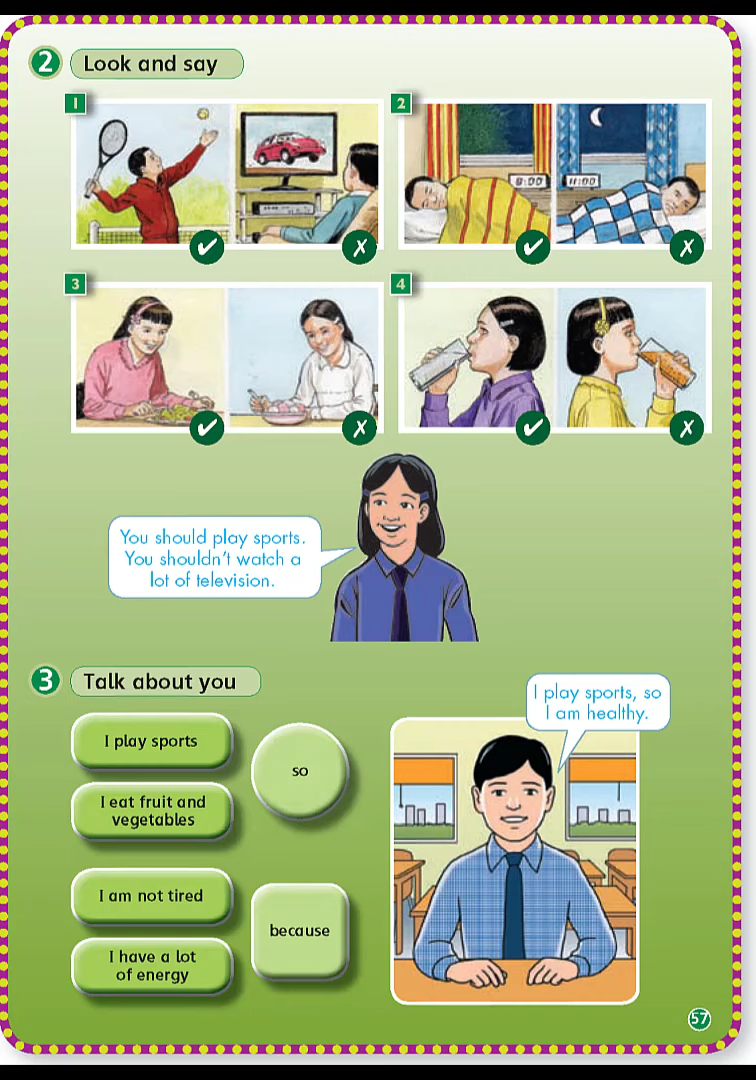 2 Look and say
1
2
8:00
11:00
✔
✗
✔
✗
3
4
✔
✗
✔
✗
You should play sports.
You shouldn't watch a
lot of television.
3 Talk about you
I play sports, so
I am healthy.
I play sports
so
I eat fruit and
vegetables
I am not tired
because
I have a lot
of energy
57